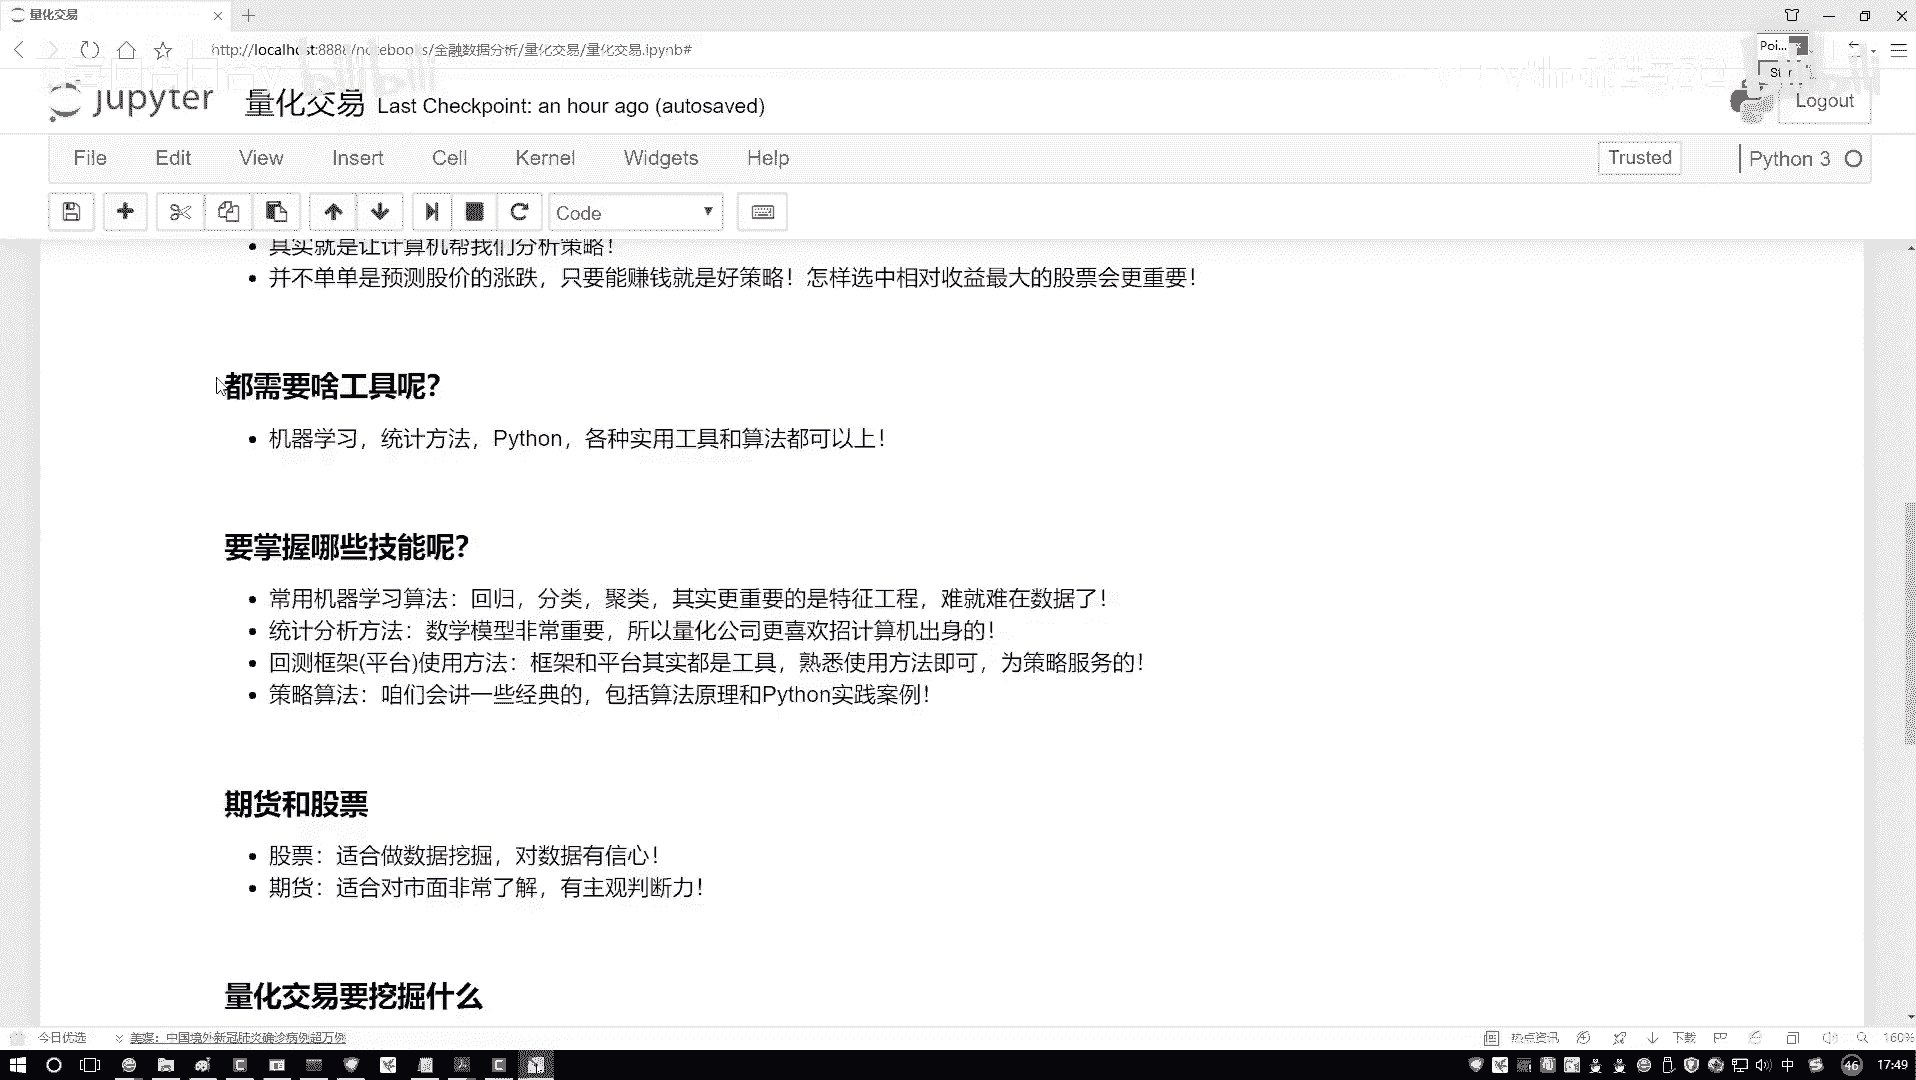 量化交易
http://localhost:8888/notebooks/金融数据分析/量化交易/量化交易.ipynb#
Poi...
jupyter 量化交易 Last Checkpoint: an hour ago (autosaved)
Logout
File Edit View Insert Cell Kernel Widgets Help Trusted Python 3
Code
其实就是让计算机帮我们分析策略！
并不单单是预测股价的涨跌，只要能赚钱就是好策略！怎样选中相对收益最大的股票会更重要！
都需要啥工具呢？
机器学习，统计方法，Python，各种实用工具和算法都可以上！
要掌握哪些技能呢？
常用机器学习算法：回归，分类，聚类，其实更重要的是特征工程，难就难在数据了！
统计分析方法：数学模型非常重要，所以量化公司更喜欢招计算机出身的！
回测框架(平台)使用方法：框架和平台其实都是工具，熟悉使用方法即可，为策略服务的！
策略算法：咱们会讲一些经典的，包括算法原理和Python实践案例！
期货和股票
股票：适合做数据挖掘，对数据有信心！
期货：适合对市面非常了解，有主观判断力！
量化交易要挖掘什么
今日优选 美媒：中国境外新冠肺炎确诊病例超万例 热点资讯 下载 160%
中 46 17:49